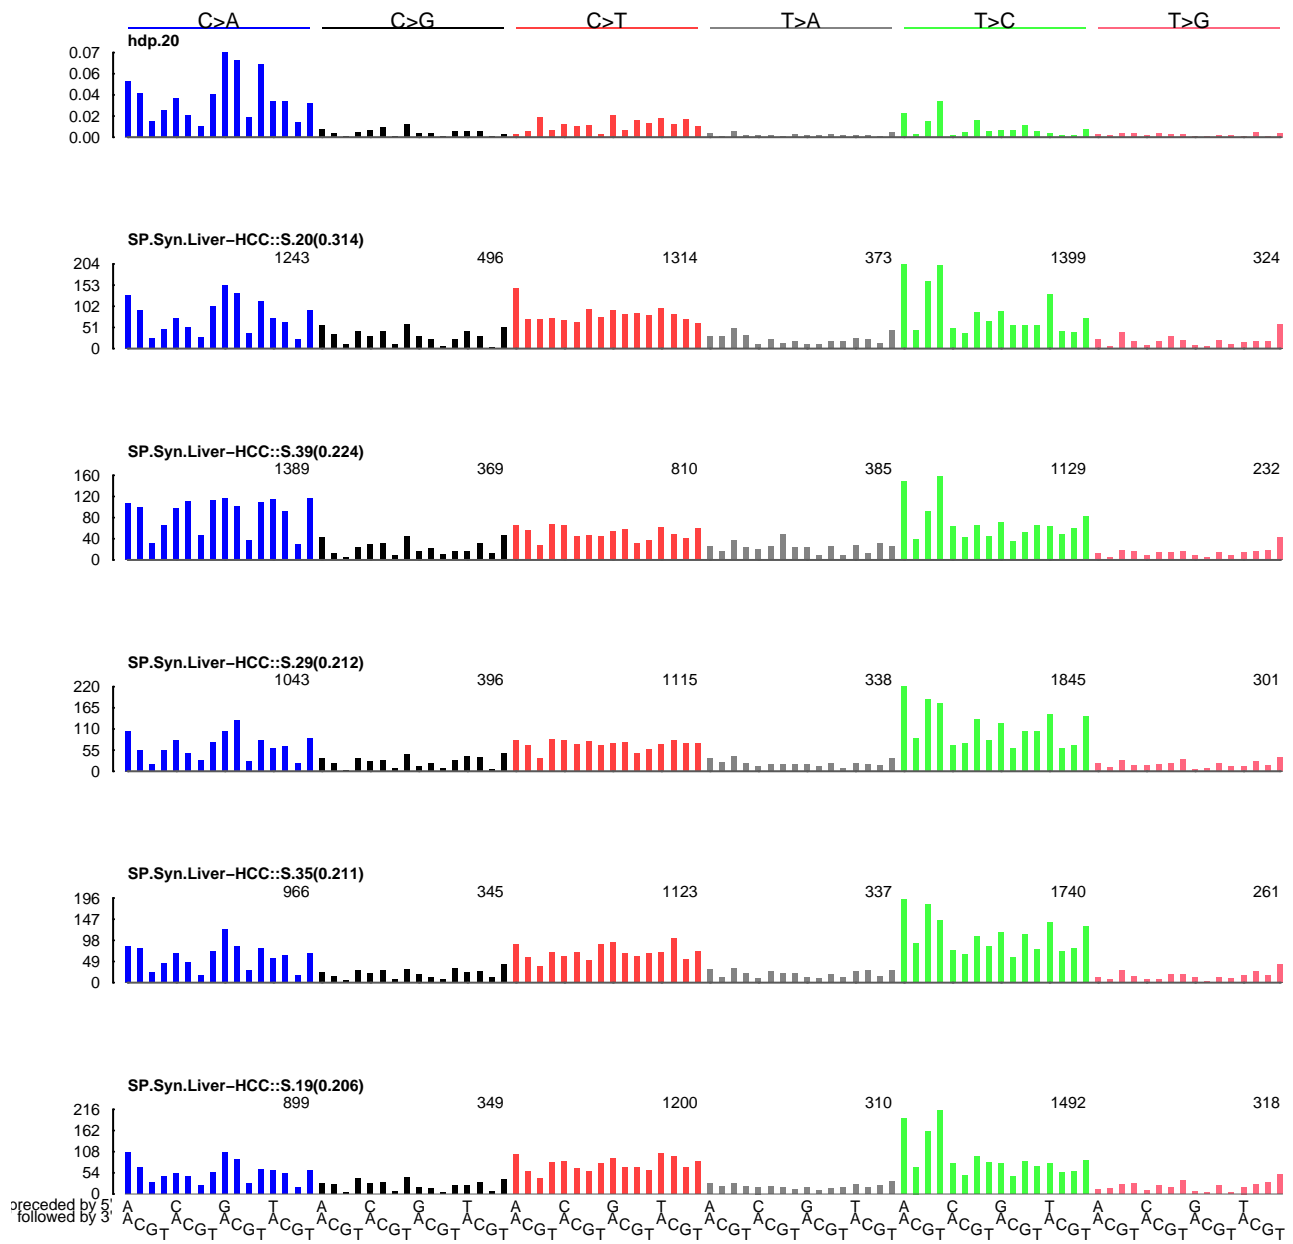 C>A C>G C>T T>A T>C T>G
hdp.20
0.07
0.06
0.04
0.02
0.00
SP.Syn.Liver−HCC::S.20(0.314)
1243 496 1314 373 1399 324
204
153
102
51
0
SP.Syn.Liver−HCC::S.39(0.224)
1389 369 810 385 1129 232
160
120
80
40
0
SP.Syn.Liver−HCC::S.29(0.212)
1043 396 1115 338 1845 301
220
165
110
55
0
SP.Syn.Liver−HCC::S.35(0.211)
966 345 1123 337 1740 261
196
147
98
49
0
SP.Syn.Liver−HCC::S.19(0.206)
899 349 1200 310 1492 318
216
162
108
54
0
preceded by 5' A C G T A C G T A C G T A C G T A C G T A C G T
followed by 3' A C G T A C G T A C G T A C G T A C G T A C G T A C G T A C G T A C G T A C G T A C G T A C G T A C G T A C G T A C G T A C G T A C G T A C G T A C G T A C G T A C G T A C G T A C G T A C G T